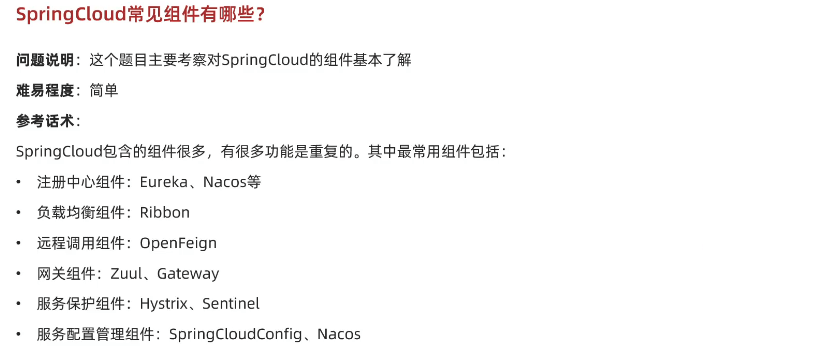 SpringCloud常见组件有哪些？
问题说明：这个题目主要考察对SpringCloud的组件基本了解
难易程度：简单
参考话术：
SpringCloud包含的组件很多，有很多功能是重复的。其中最常用组件包括：
• 注册中心组件：Eureka、Nacos等
• 负载均衡组件：Ribbon
• 远程调用组件：OpenFeign
• 网关组件：Zuul、Gateway
• 服务保护组件：Hystrix、Sentinel
• 服务配置管理组件：SpringCloudConfig、Nacos